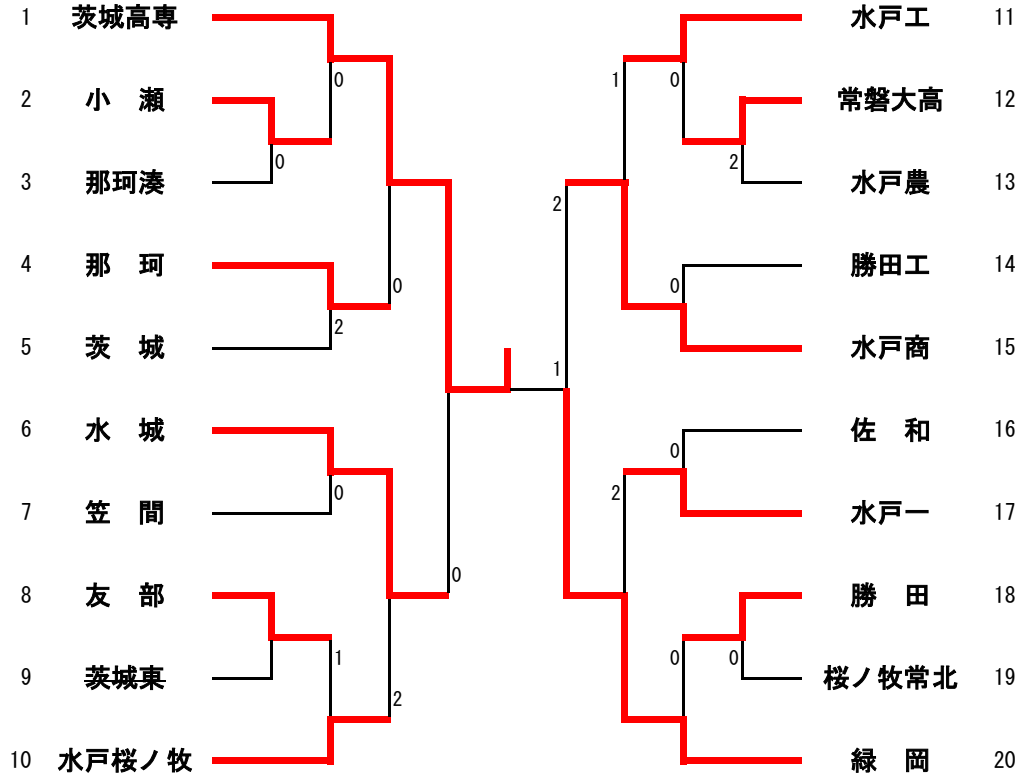 1 茨城高専
2 小　瀬
3 那珂湊
4 那　珂
5 茨　城
6 水　城
7 笠　間
8 友　部
9 茨城東
10 水戸桜ノ牧
0
0
0
2
0
0
1
2
1
1
0
2
2
0
0
2
0
0
水戸工 11
常磐大高 12
水戸農 13
勝田工 14
水戸商 15
佐　和 16
水戸一 17
勝　田 18
桜ノ牧常北 19
緑　岡 20